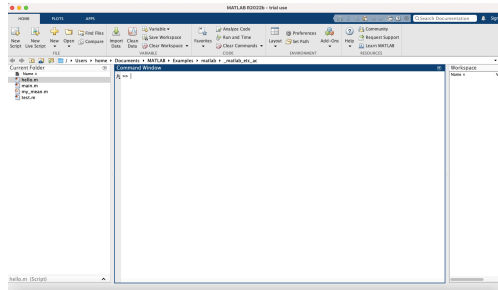 MATLAB R2022b - trial use
HOME PLOTS APPS
Search Documentation
Sign
New Script
New Live Script
New
Open
Find Files
Compare
Import Data
Clean Data
Variable
Save Workspace
Clear Workspace
Favorites
Analyze Code
Run and Time
Clear Commands
Layout
Preferences
Set Path
Add-Ons
Help
Community
Request Support
Learn MATLAB
FILE VARIABLE CODE ENVIRONMENT RESOURCES
/ Users home Documents MATLAB Examples matlab _matlab_etc_ac
Current Folder
Name
hello.m
main.m
my_mean.m
test.m
Command Window
fx >>
Workspace
Name
hello.m (Script)